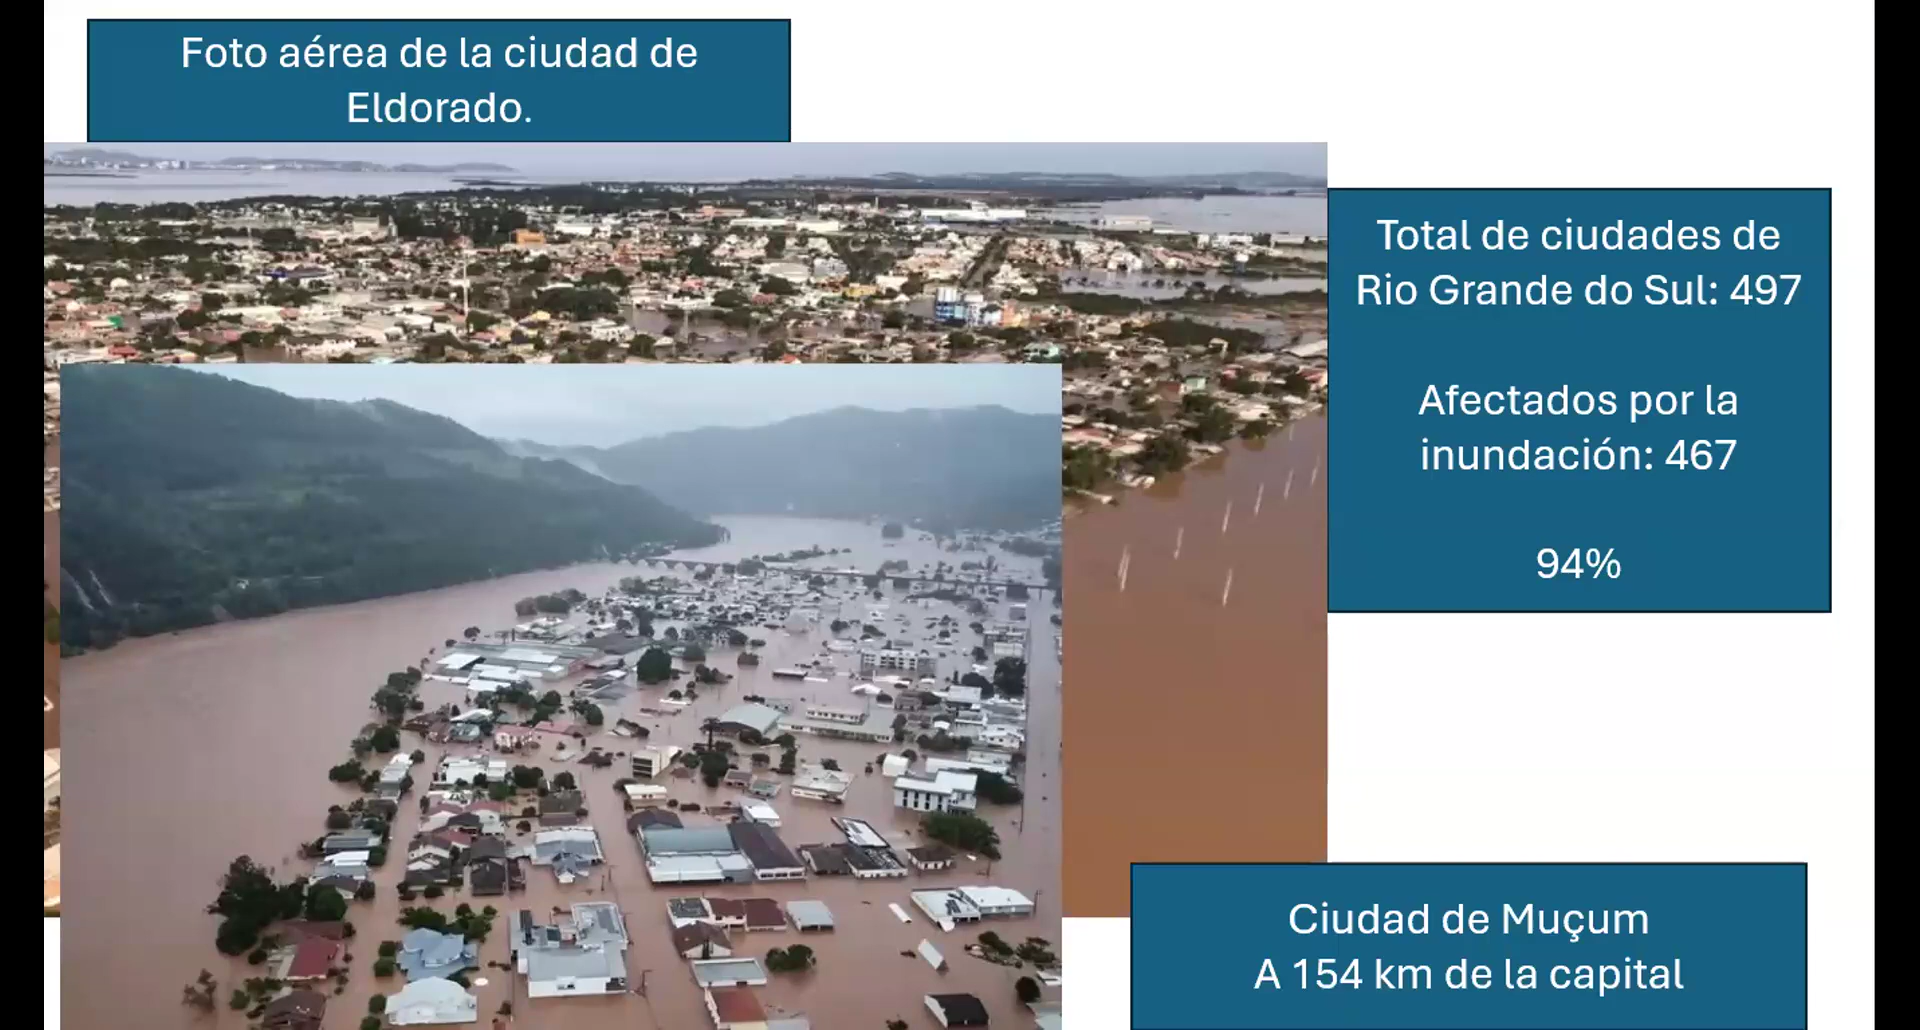 Foto aérea de la ciudad de
Eldorado.
Total de ciudades de
Rio Grande do Sul: 497
Afectados por la
inundación: 467
94%
Ciudad de Muçum
A 154 km de la capital